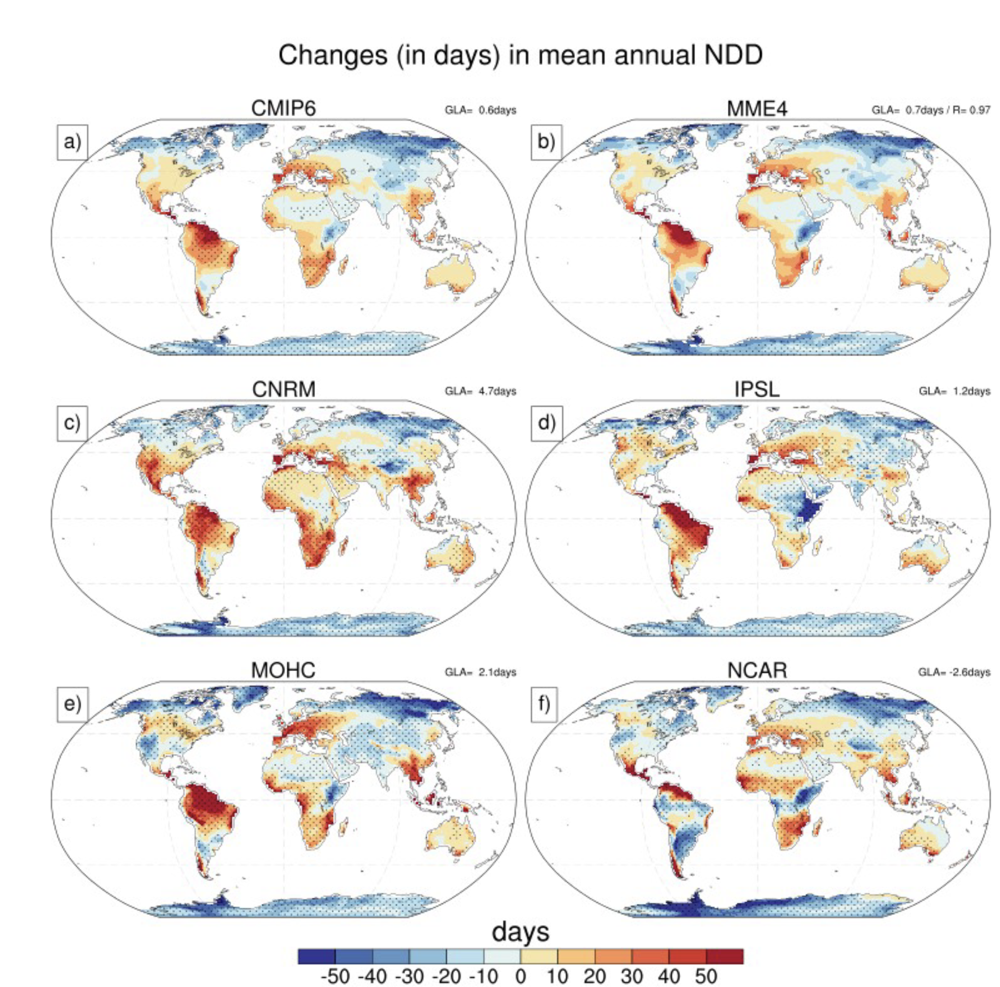 Changes (in days) in mean annual NDD
CMIP6
GLA= 0.6days
MME4
GLA= 0.7days / R= 0.97
a)
b)
CNRM
GLA= 4.7days
IPSL
GLA= 1.2days
c)
d)
MOHC
GLA= 2.1days
NCAR
GLA= -2.6days
e)
f)
days
-50 -40 -30 -20 -10 0 10 20 30 40 50